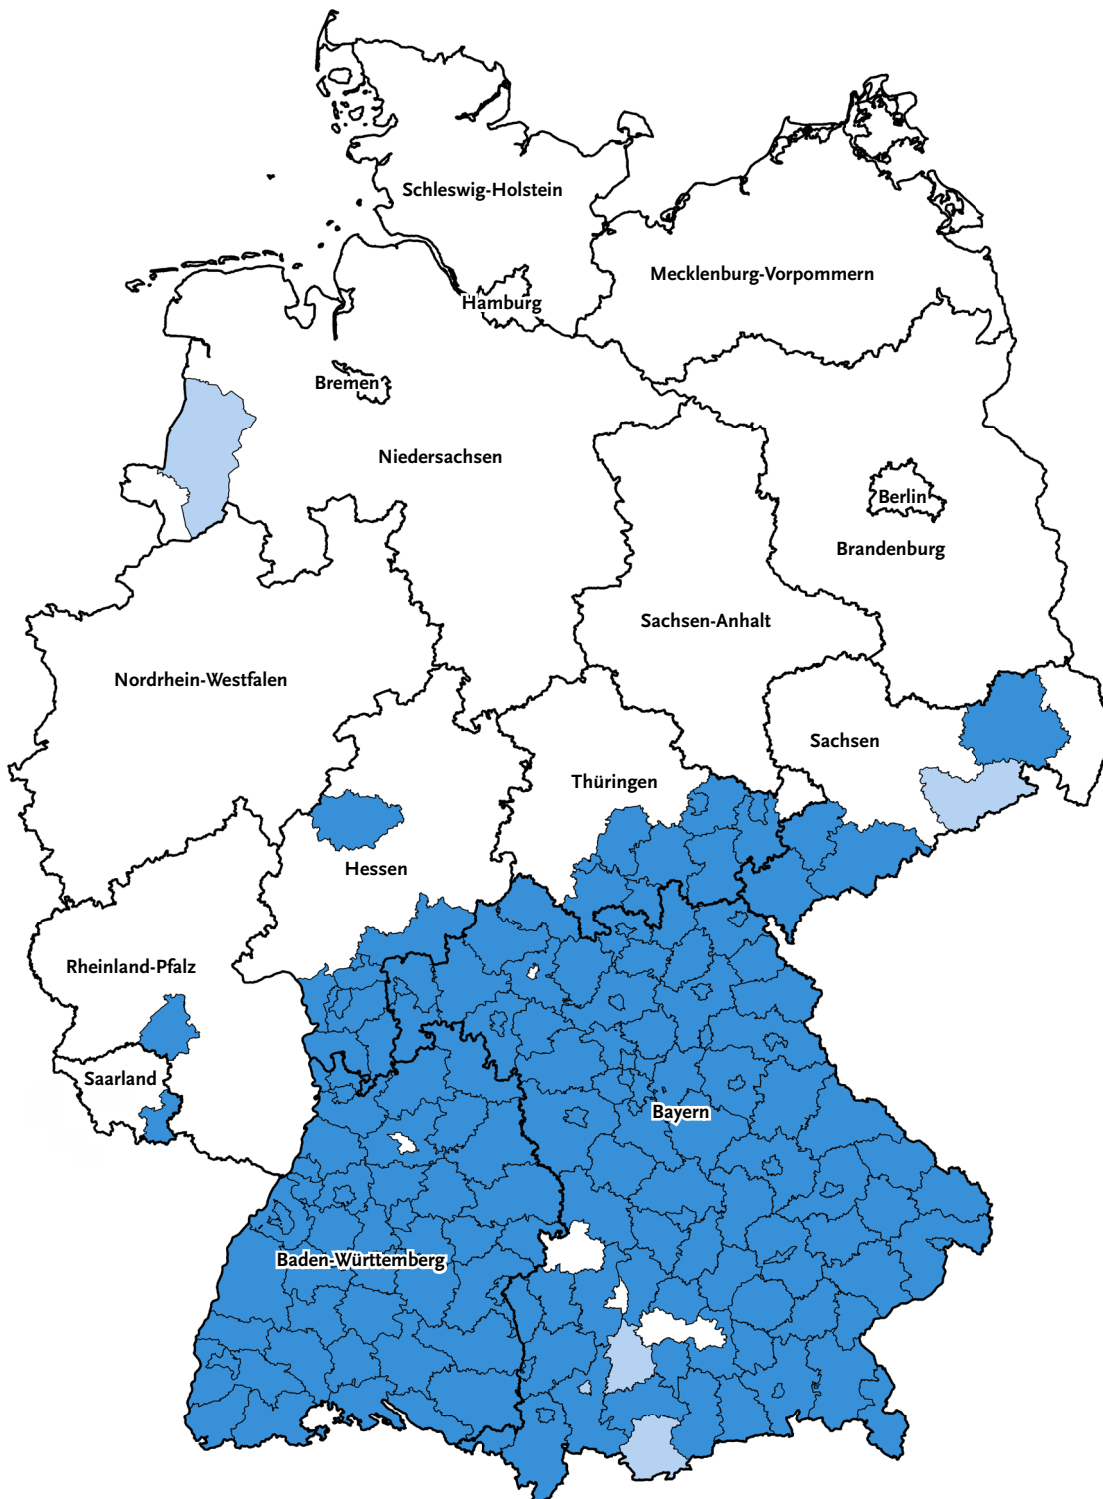 Schleswig-Holstein
Mecklenburg-Vorpommern
Hamburg
Bremen
Niedersachsen
Berlin
Brandenburg
Sachsen-Anhalt
Nordrhein-Westfalen
Sachsen
Thüringen
Hessen
Rheinland-Pfalz
Saarland
Bayern
Baden-Württemberg